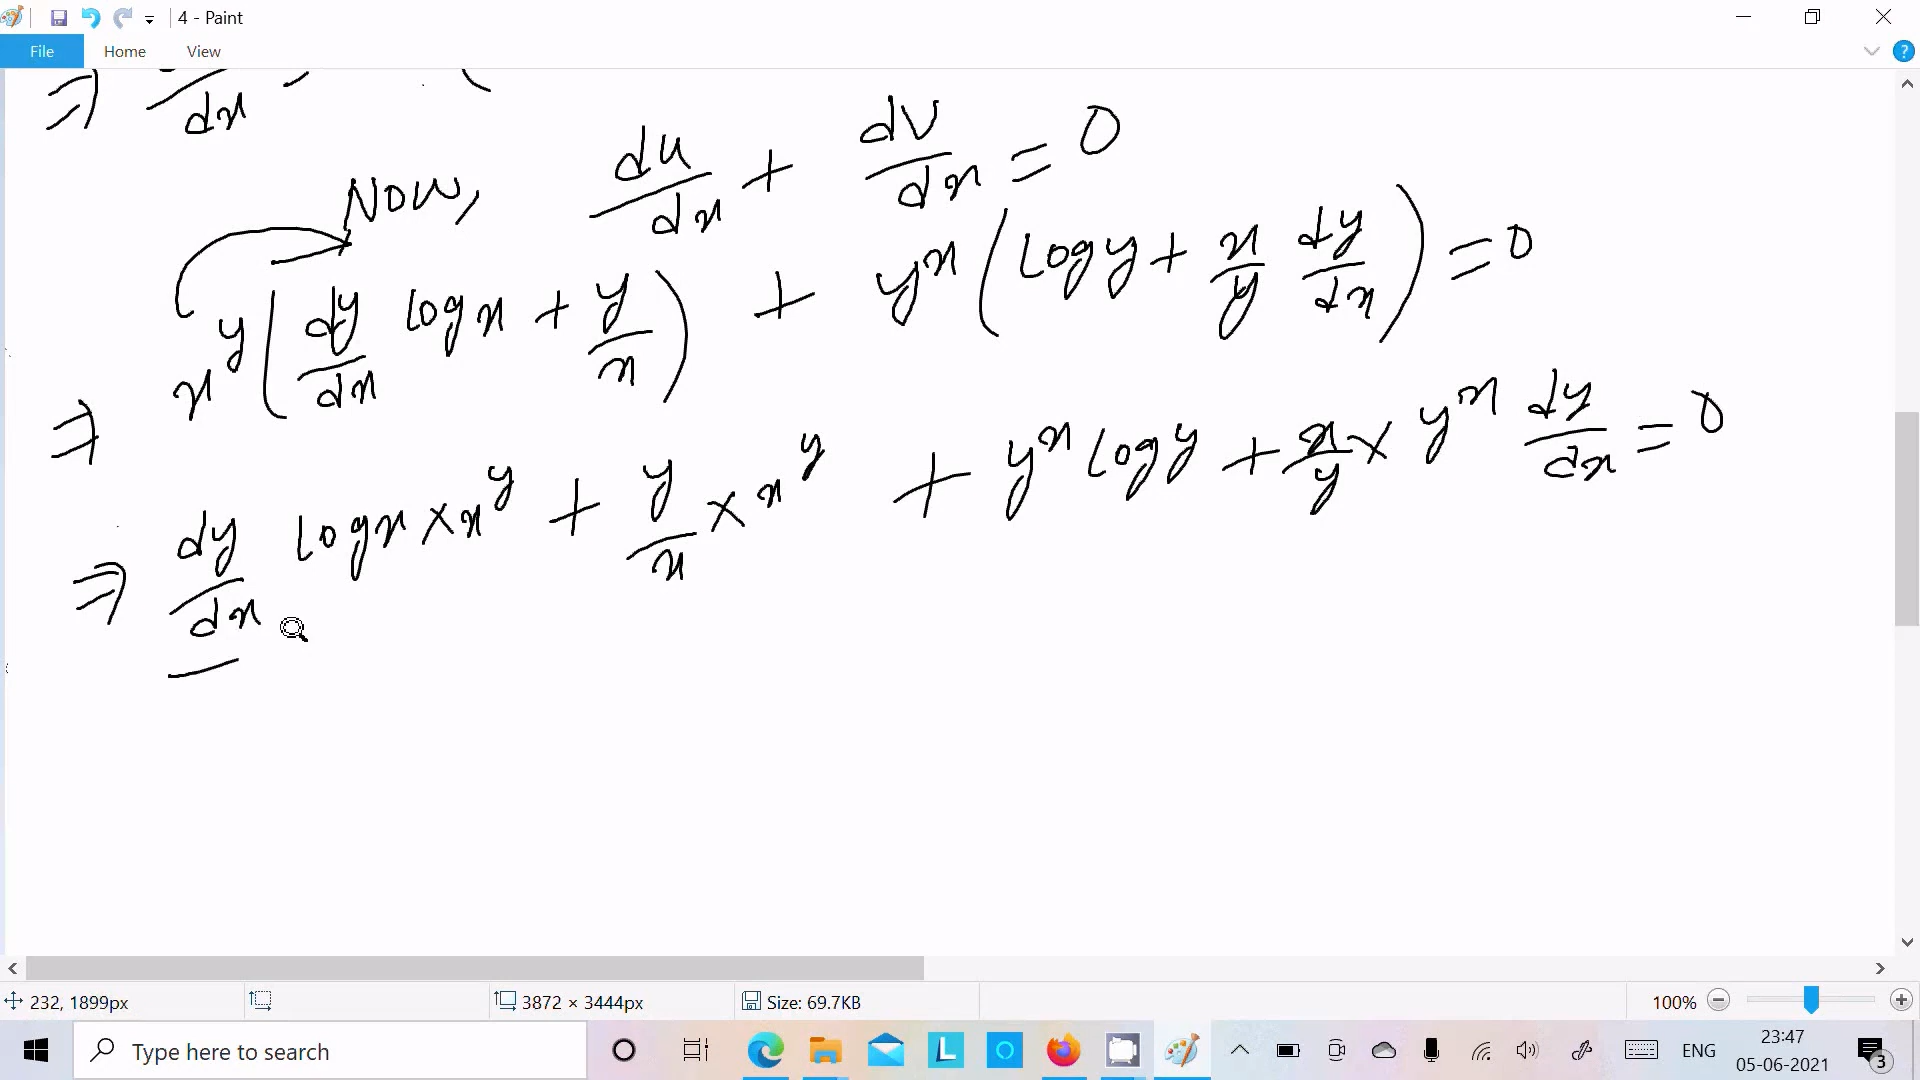 4 - Paint
File Home View
⇒ dx
Now, du/dx + dv/dx = 0
⇒ x^y (dy/dx log x + y/x) + y^x (log y + x/y dy/dx) = 0
⇒ dy/dx log x × x^y + y/x × x^y + y^x log y + x/y × y^x dy/dx = 0
232, 1899px 3872 × 3444px Size: 69.7KB 100%
Type here to search
L
ENG
23:47
05-06-2021
3